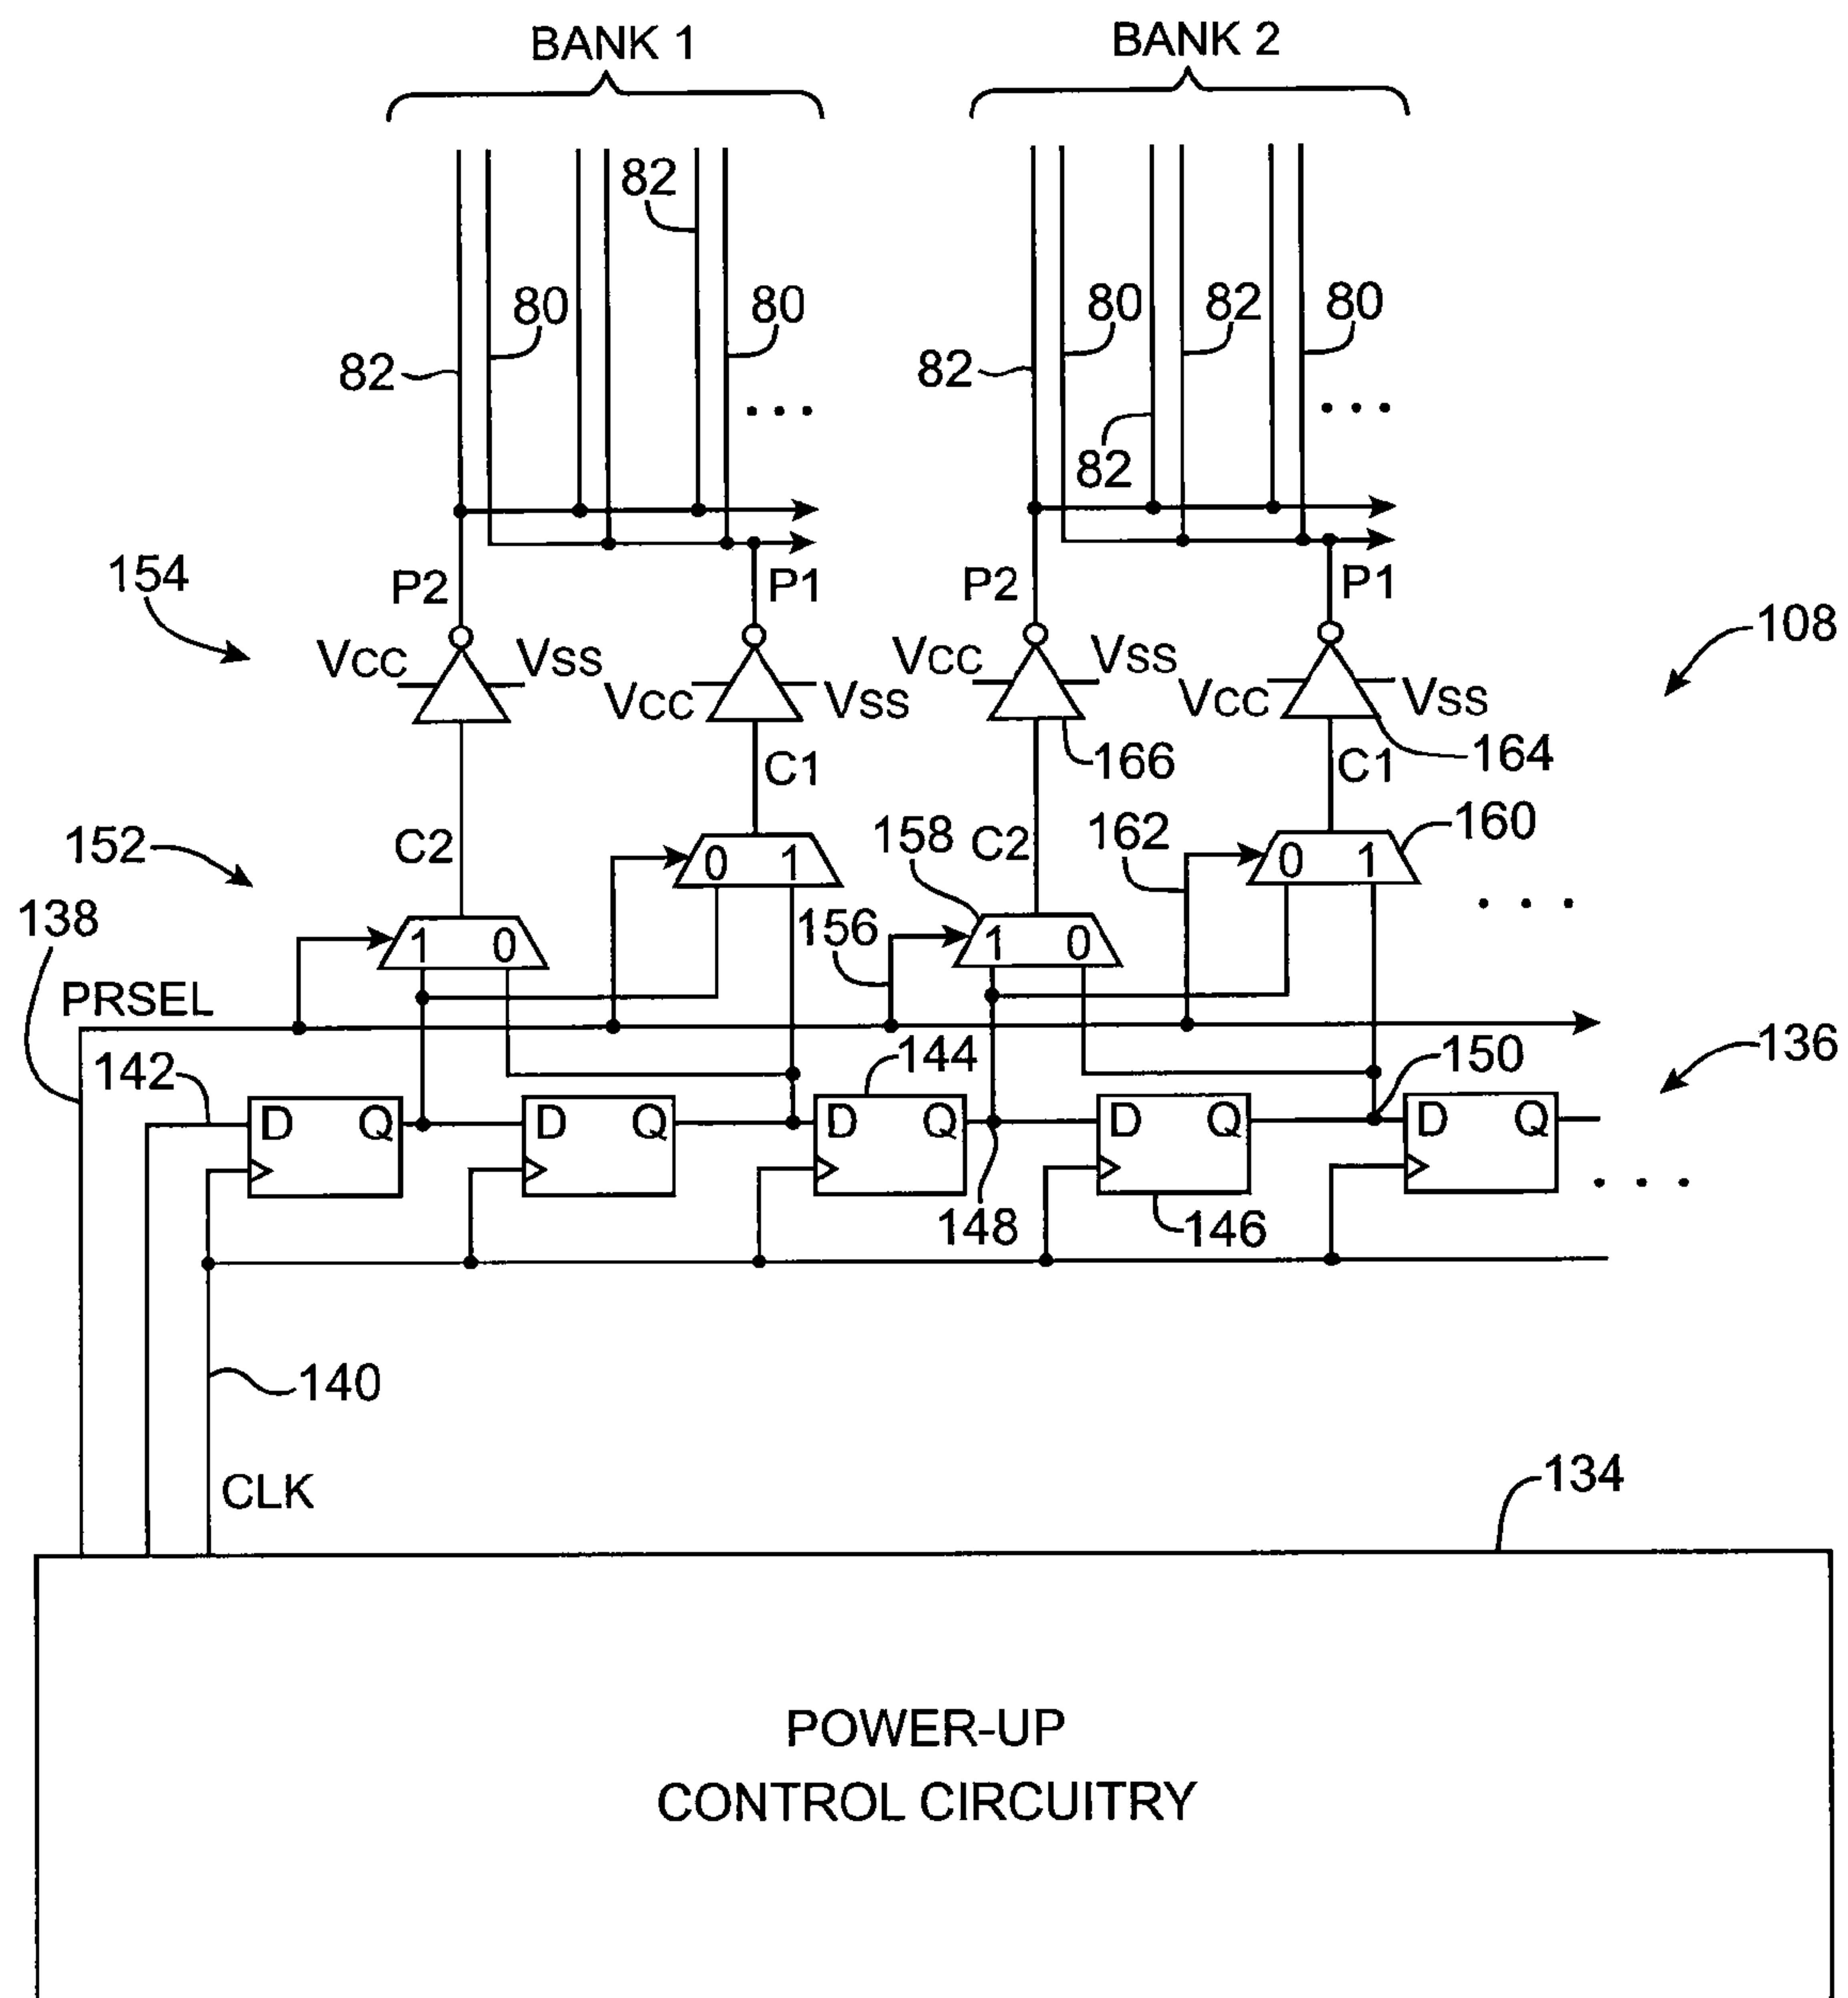 BANK 1 BANK 2
82
80 80 80 82 80
82 82
82
P2 P1 P2 P1
154
108
VCC VSS VCC VSS VCC VSS VCC VSS
166 164
C1 C1
152 C2 158 C2 162 160
0 1 0 1
138 156
1 0 1 0
PRSEL
142 144 150 136
D Q D Q D Q D Q D Q
148 146
140
CLK
134
POWER-UP
CONTROL CIRCUITRY